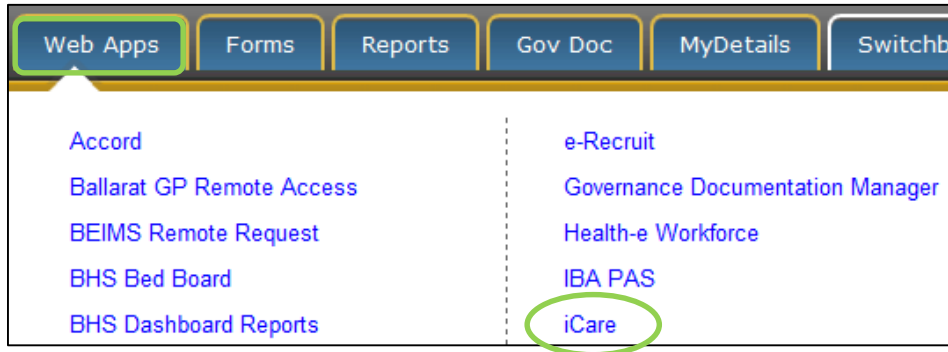 Web Apps Forms Reports Gov Doc MyDetails Switchb
Accord
Ballarat GP Remote Access
BEIMS Remote Request
BHS Bed Board
BHS Dashboard Reports
e-Recruit
Governance Documentation Manager
Health-e Workforce
IBA PAS
iCare